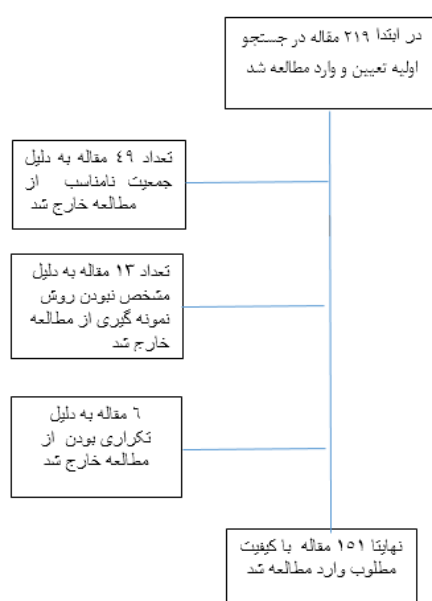 در ابتدا ۲۱۹ مقاله در جستجو
اولیه تعیین و وارد مطالعه شد
تعداد ٤۹ مقاله به دلیل
جمعیت نامناسب از
مطالعه خارج شد
تعداد ۱۳ مقاله به دلیل
مشخص نبودن روش
نمونه گیری از مطالعه
خارج شد
٦ مقاله به دلیل
تکراری بودن از
مطالعه خارج شد
نهایتا ۱٥۱ مقاله با کیفیت
مطلوب وارد مطالعه شد